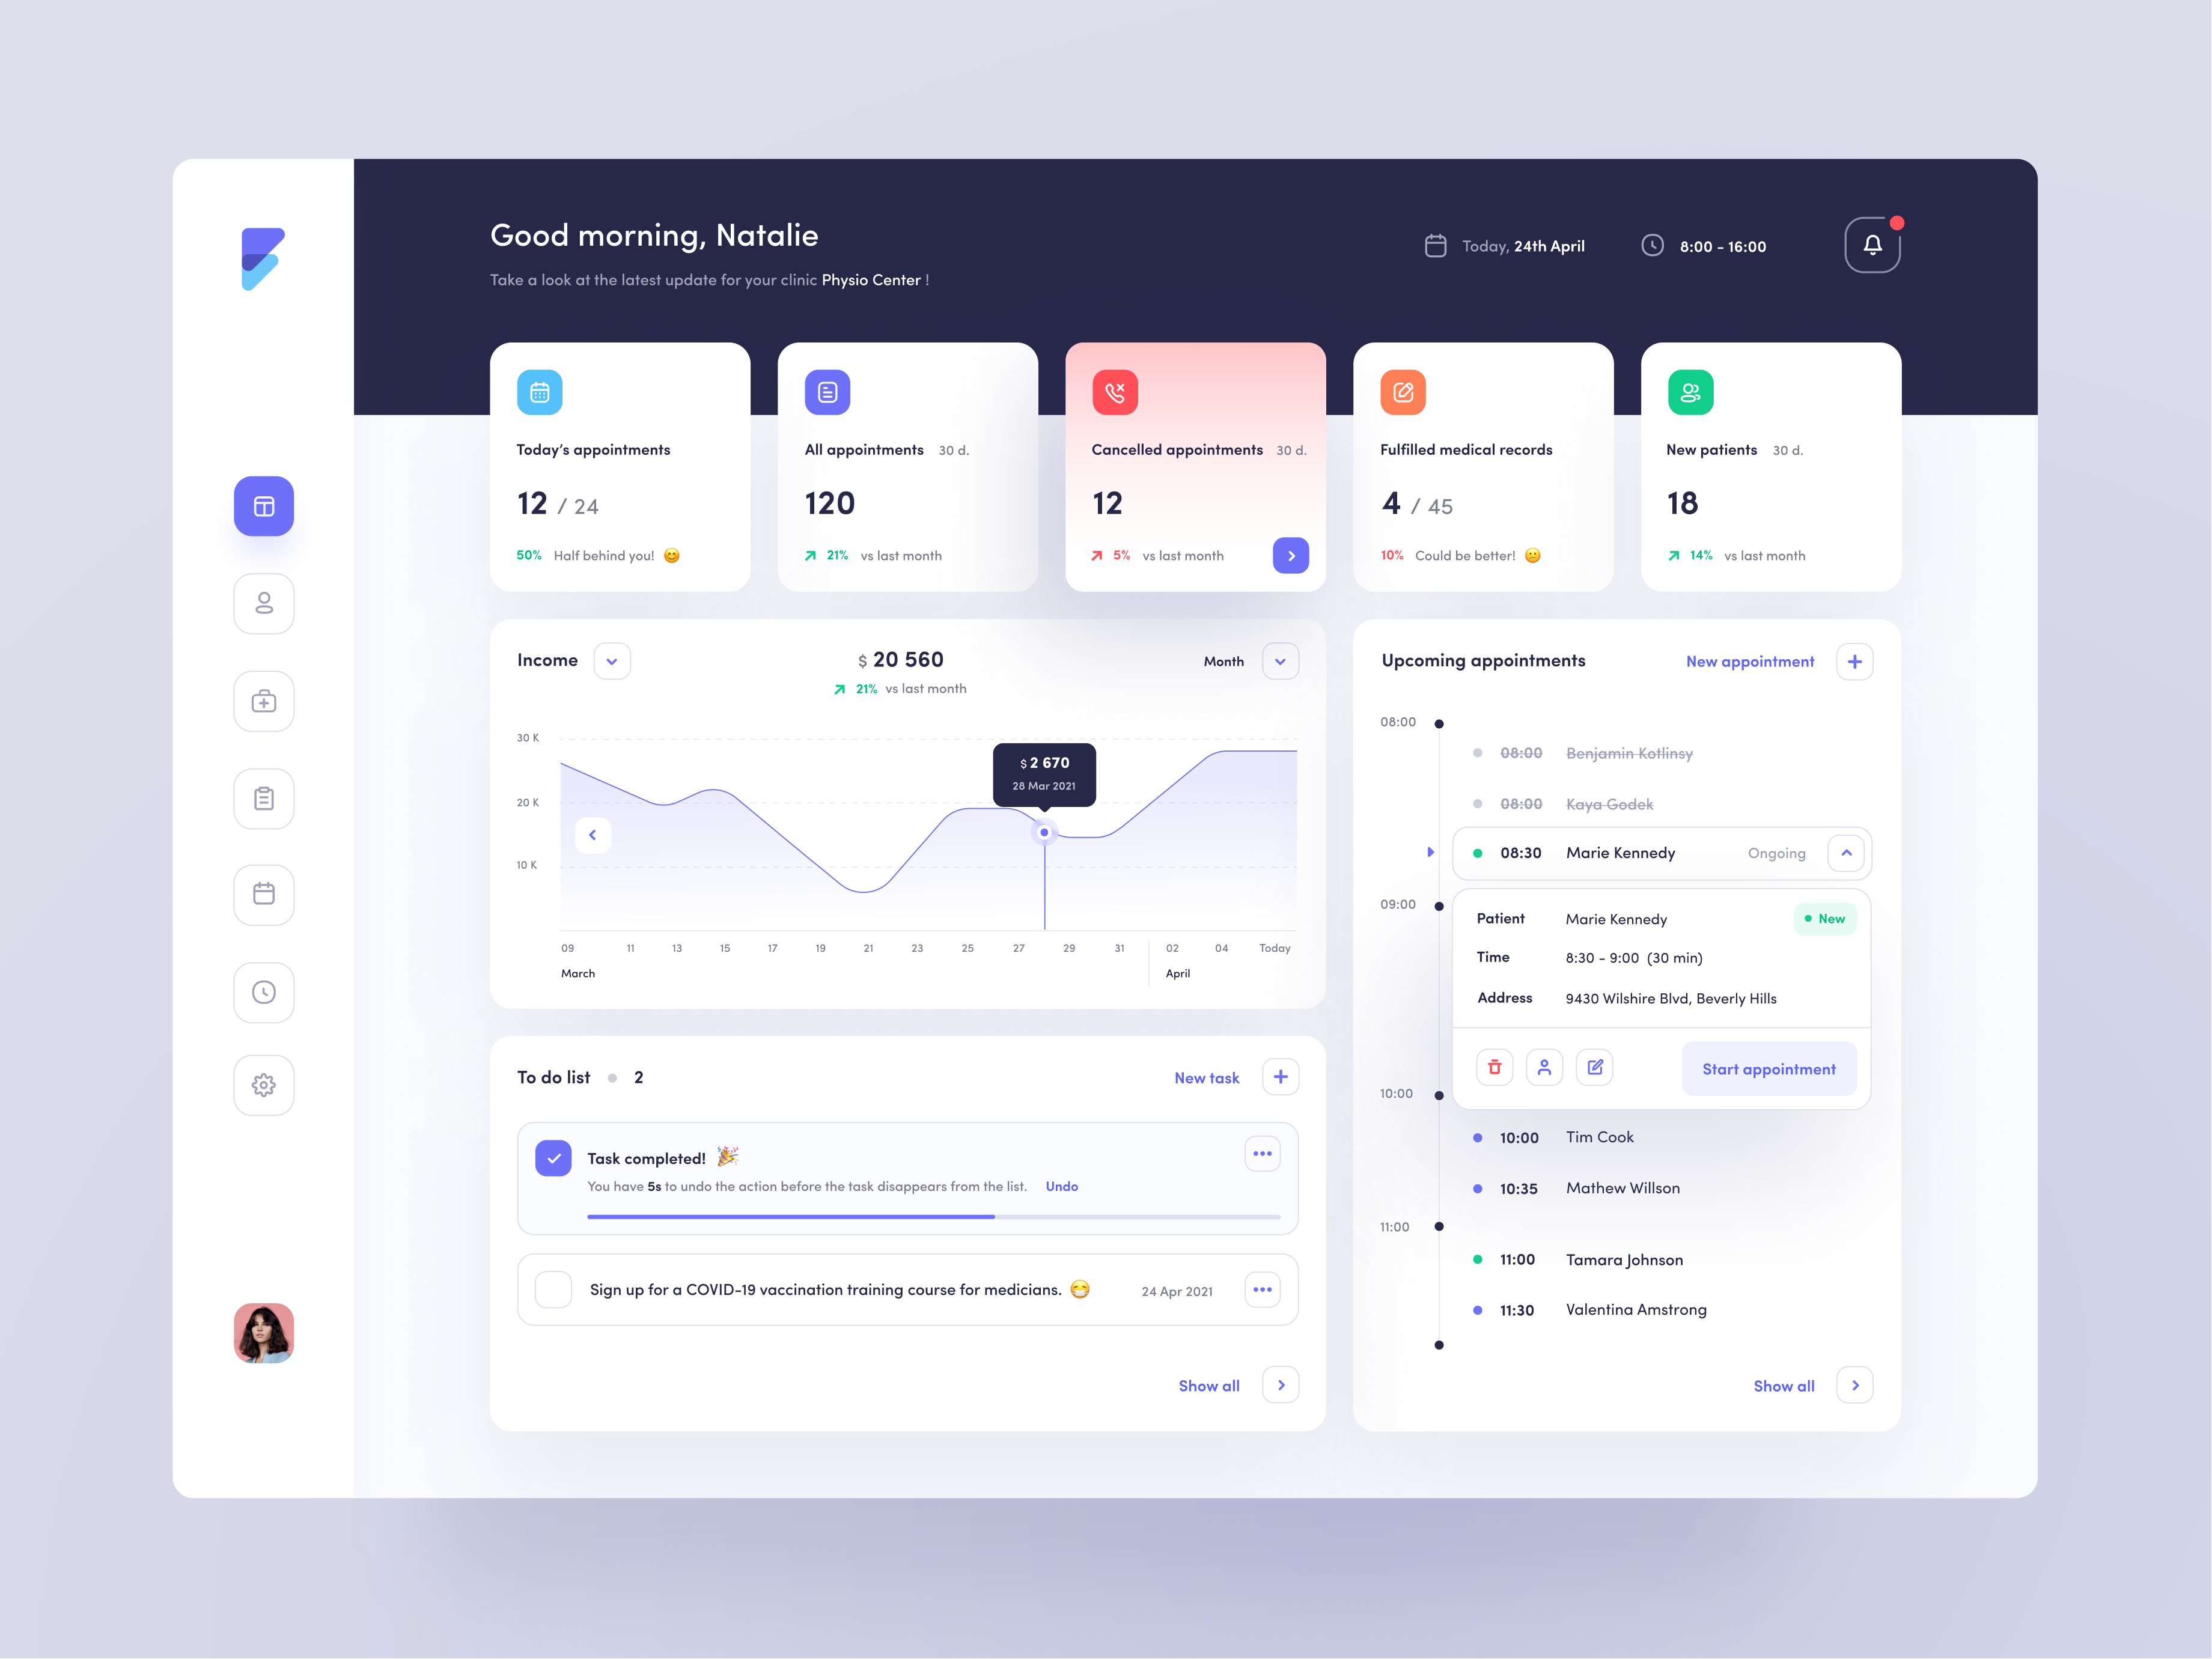 Good morning, Natalie
Take a look at the latest update for your clinic Physio Center !
Today, 24th April
8:00 - 16:00
Today's appointments
12 / 24
50% Half behind you! 😊
All appointments 30 d.
120
21% vs last month
Cancelled appointments 30 d.
12
5% vs last month
Fulfilled medical records
4 / 45
10% Could be better! 😕
New patients 30 d.
18
14% vs last month
Income
$ 20 560
21% vs last month
Month
30 K
20 K
10 K
$ 2 670
28 Mar 2021
09 11 13 15 17 19 21 23 25 27 29 31 02 04 Today
March April
To do list 2
New task
Task completed! 🎉
You have 5s to undo the action before the task disappears from the list. Undo
Sign up for a COVID-19 vaccination training course for medicians. 😷 24 Apr 2021
Show all
Upcoming appointments
New appointment
08:00
08:00 Benjamin Kotlinsy
08:00 Kaya Godek
08:30 Marie Kennedy Ongoing
09:00
Patient Marie Kennedy New
Time 8:30 - 9:00 (30 min)
Address 9430 Wilshire Blvd, Beverly Hills
Start appointment
10:00
10:00 Tim Cook
10:35 Mathew Willson
11:00
11:00 Tamara Johnson
11:30 Valentina Amstrong
Show all